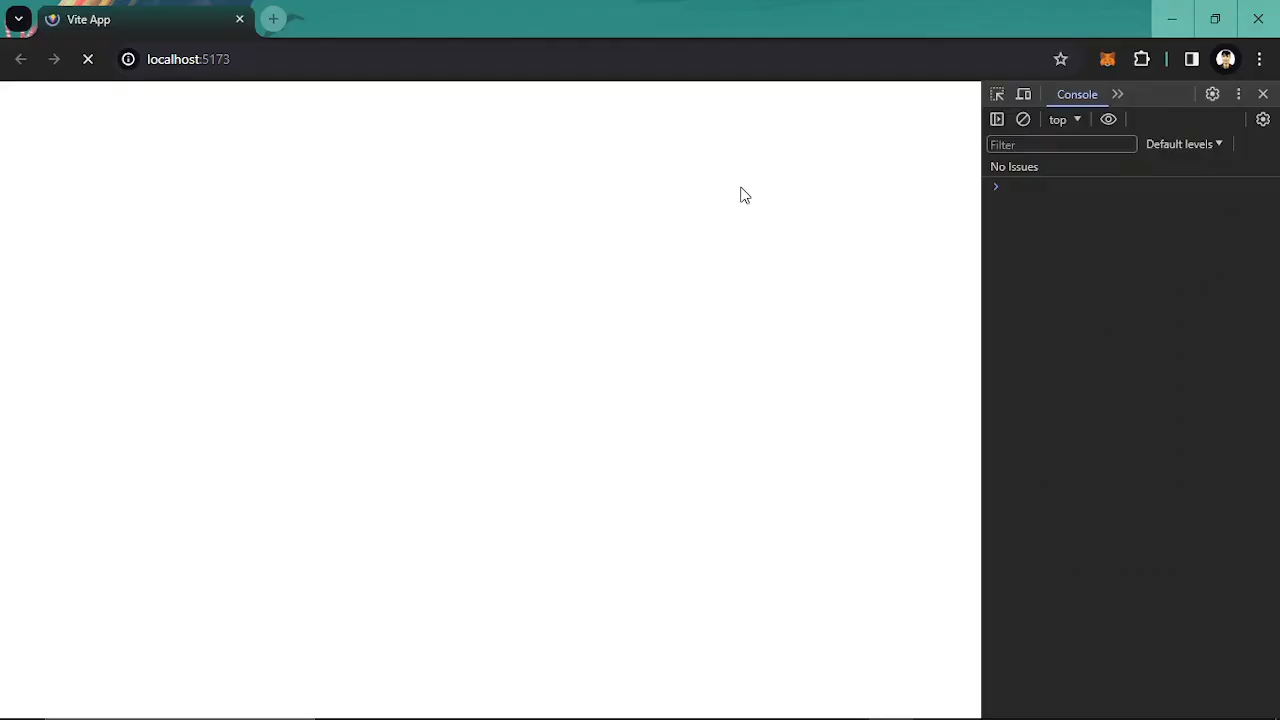 Vite App
localhost:5173
Console
top
Filter
Default levels
No Issues